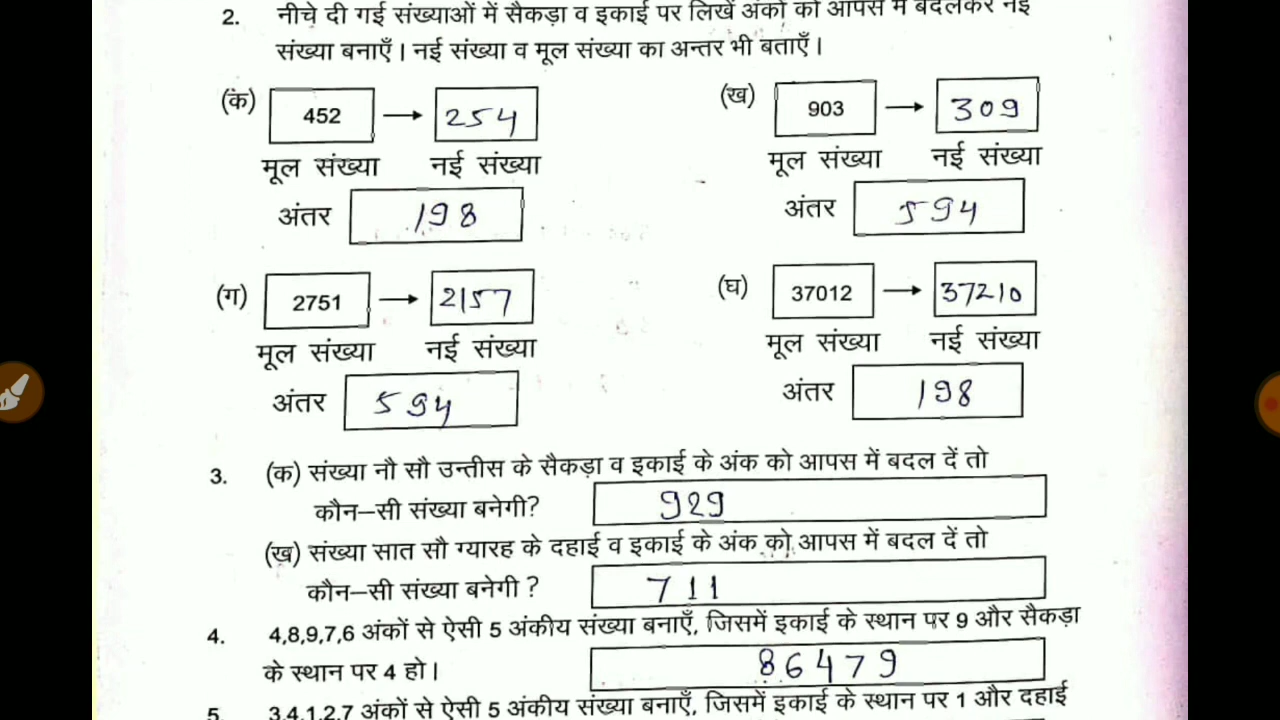 2. नीचे दी गई संख्याओं में सैकड़ा व इकाई पर लिखें अंकों को आपस में बदलकर नई
संख्या बनाएँ। नई संख्या व मूल संख्या का अन्तर भी बताएँ।
(क) 452 → 254 (ख) 903 → 309
मूल संख्या नई संख्या मूल संख्या नई संख्या
अंतर 198 अंतर 594
(ग) 2751 → 2157 (घ) 37012 → 37210
मूल संख्या नई संख्या मूल संख्या नई संख्या
अंतर 594 अंतर 198
3. (क) संख्या नौ सौ उन्तीस के सैकड़ा व इकाई के अंक को आपस में बदल दें तो
कौन–सी संख्या बनेगी? 929
(ख) संख्या सात सौ ग्यारह के दहाई व इकाई के अंक को आपस में बदल दें तो
कौन–सी संख्या बनेगी ? 711
4. 4,8,9,7,6 अंकों से ऐसी 5 अंकीय संख्या बनाएँ, जिसमें इकाई के स्थान पर 9 और सैकड़ा
के स्थान पर 4 हो। 86479
5. 3,4,1,2,7 अंकों से ऐसी 5 अंकीय संख्या बनाएँ, जिसमें इकाई के स्थान पर 1 और दहाई